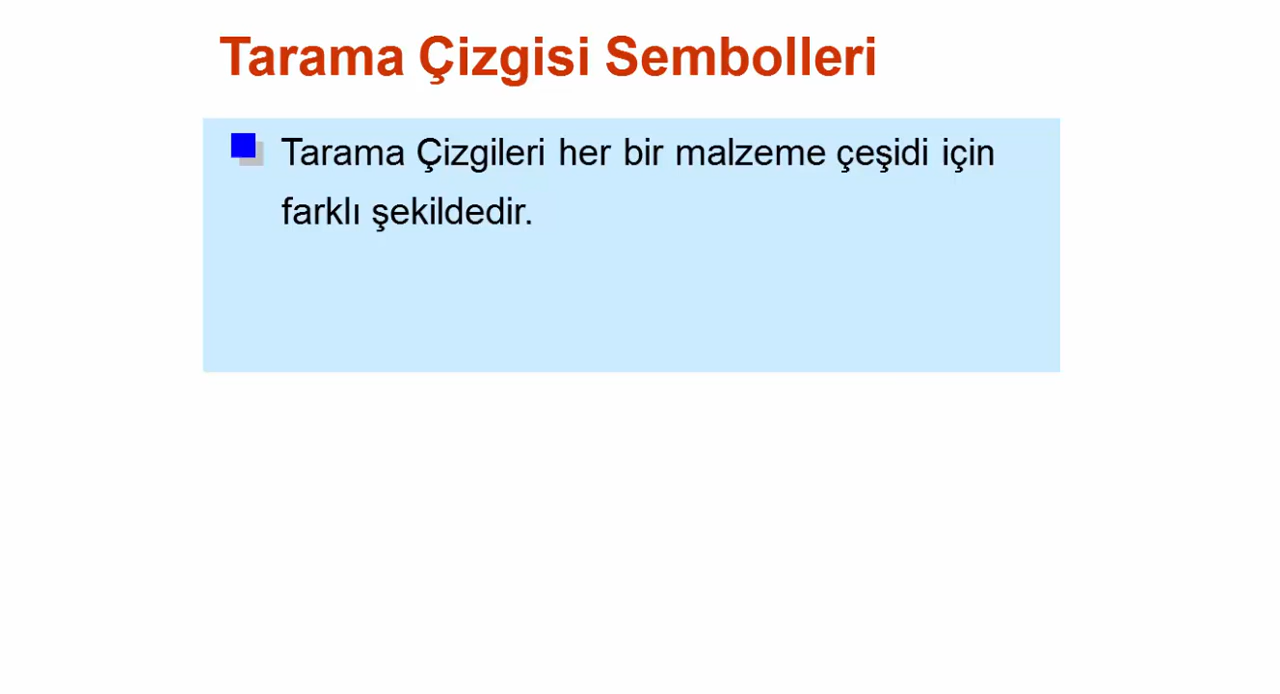 Tarama Çizgisi Sembolleri
Tarama Çizgileri her bir malzeme çeşidi için
farklı şekildedir.